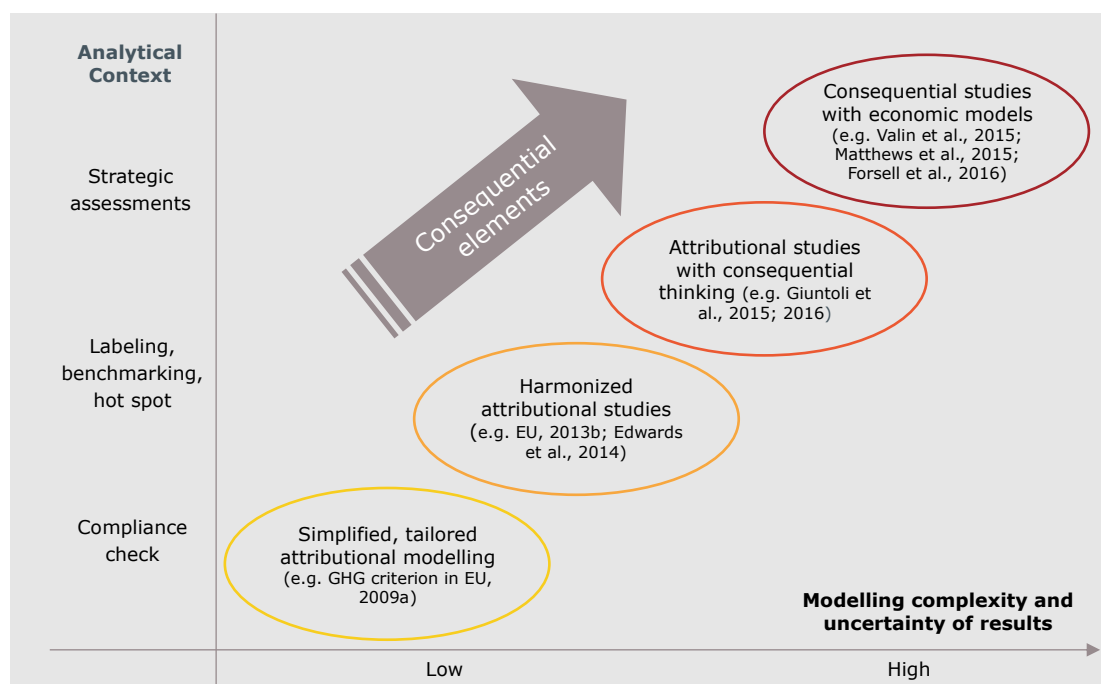 Analytical
Context
Consequential studies
with economic models
(e.g. Valin et al., 2015;
Matthews et al., 2015;
Forsell et al., 2016)
Consequential
elements
Strategic
assessments
Attributional studies
with consequential
thinking (e.g. Giuntoli et
al., 2015; 2016)
Labeling,
benchmarking,
hot spot
Harmonized
attributional studies
(e.g. EU, 2013b; Edwards
et al., 2014)
Compliance
check
Simplified, tailored
attributional modelling
(e.g. GHG criterion in EU,
2009a)
Modelling complexity and
uncertainty of results
Low
High